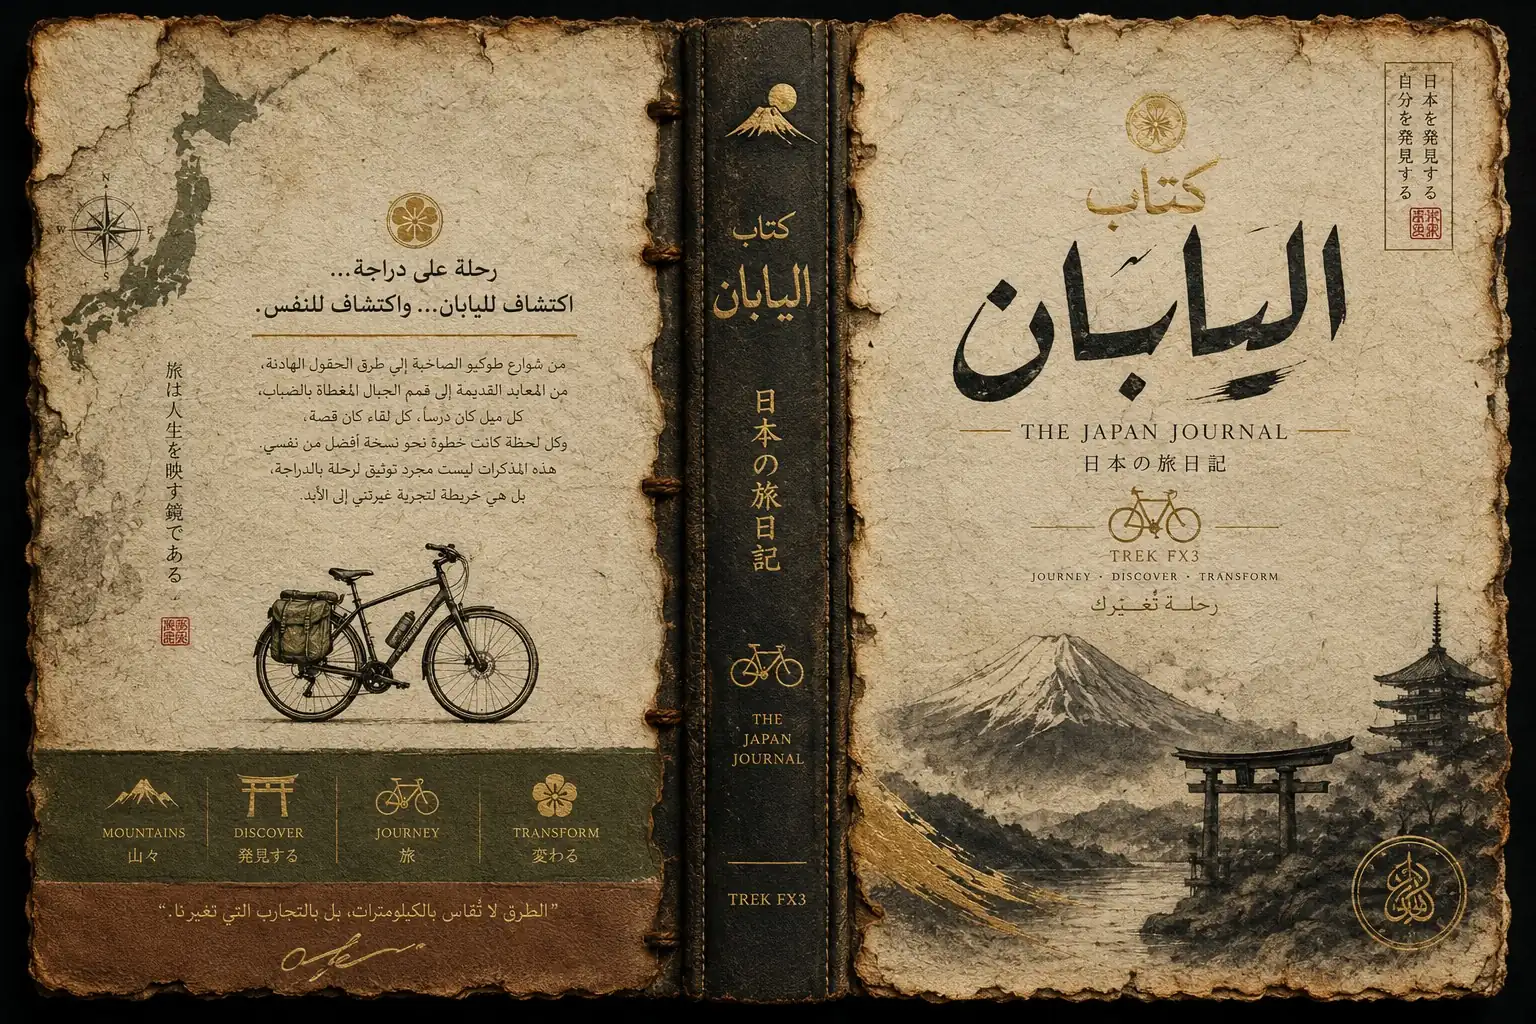 N
W
E
S
رحلة على دراجة...
اكتشاف لليابان... واكتشاف للنفس.
من شوارع طوكيو الصاخبة إلى طرق الحقول الهادئة،
من المعابد القديمة إلى قمم الجبال المغطاة بالضباب،
كل ميل كان درساً، كل لقاء كان قصة،
وكل لحظة كانت خطوة نحو نسخة أفضل من نفسي.
هذه المذكرات ليست مجرد توثيق لرحلة بالدراجة،
بل هي خريطة لتجربة غيرتني إلى الأبد.
旅は人生を映す鏡である
MOUNTAINS
山々
DISCOVER
発見する
JOURNEY
旅
TRANSFORM
変わる
"الطرق لا تُقاس بالكيلومترات، بل بالتجارب التي تغيرنا."
كتاب
اليابان
日本の旅日記
THE
JAPAN
JOURNAL
TREK FX3
日本を発見する
自分を発見する
كتاب
اليابان
THE JAPAN JOURNAL
日本の旅日記
TREK FX3
JOURNEY · DISCOVER · TRANSFORM
رحلة تُغيّرك